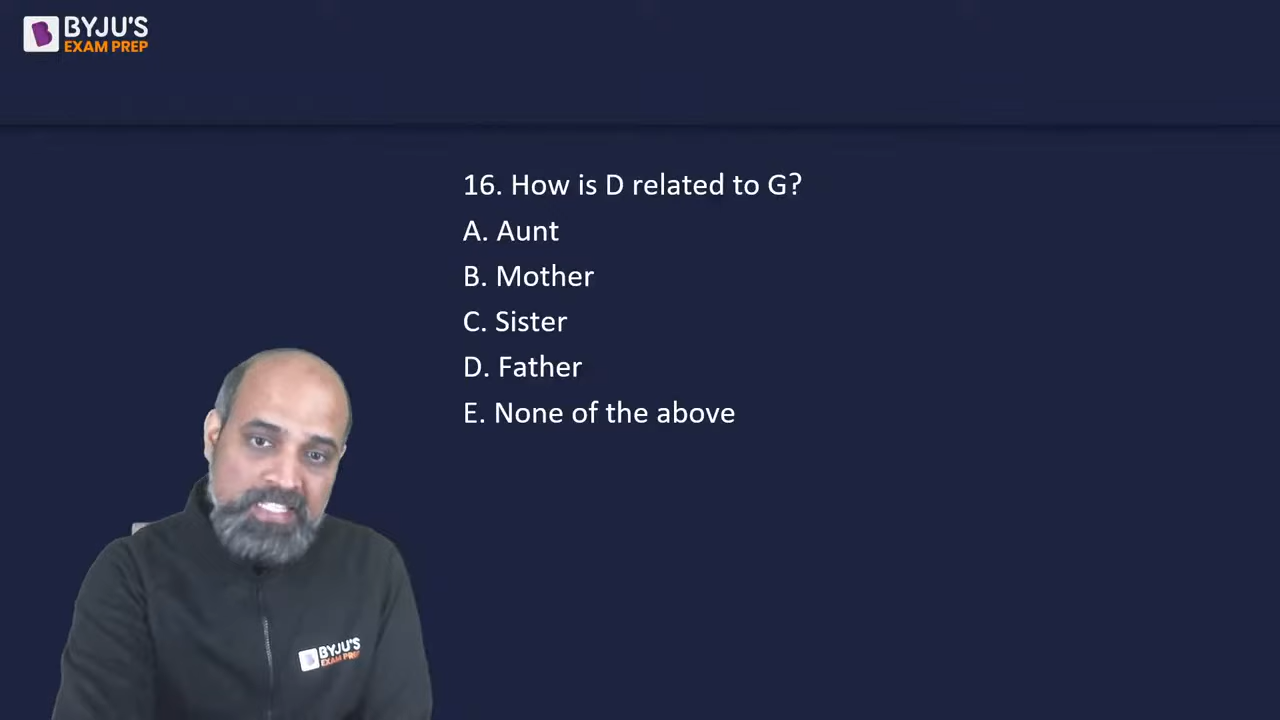 BYJU'S
EXAM PREP
16. How is D related to G?
A. Aunt
B. Mother
C. Sister
D. Father
E. None of the above
BYJU'S
EXAM PREP